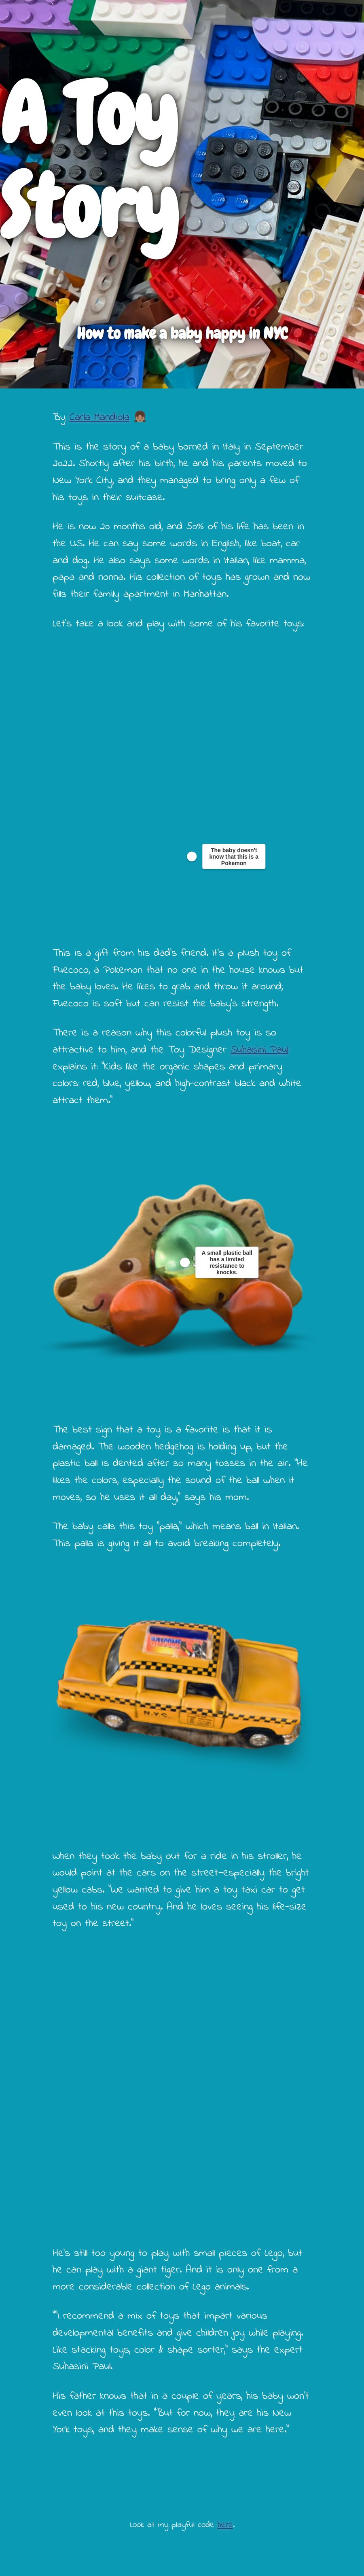 A Toy
Story
How to make a baby happy in NYC
By Carla Mandiola 👧🏽
This is the story of a baby borned in Italy in September
2022. Shortly after his birth, he and his parents moved to
New York City, and they managed to bring only a few of
his toys in their suitcase.
He is now 20 months old, and 50% of his life has been in
the U.S. He can say some words in English, like boat, car
and dog. He also says some words in Italian, like mamma,
papa and nonna. His collection of toys has grown and now
fills their family apartment in Manhattan.
Let's take a look and play with some of his favorite toys:
The baby doesn't
know that this is a
Pokemon
This is a gift from his dad's friend. It's a plush toy of
Fuecoco, a Pokemon that no one in the house knows but
the baby loves. He likes to grab and throw it around;
Fuecoco is soft but can resist the baby's strength.
There is a reason why this colorful plush toy is so
attractive to him, and the Toy Designer Suhasini Paul
explains it "Kids like the organic shapes and primary
colors: red, blue, yellow, and high-contrast black and white
attract them."
A small plastic ball
has a limited
resistance to
knocks.
The best sign that a toy is a favorite is that it is
damaged. The wooden hedgehog is holding up, but the
plastic ball is dented after so many tosses in the air. "He
likes the colors, especially the sound of the ball when it
moves, so he uses it all day," says his mom.
The baby calls this toy "palla," which means ball in Italian.
This palla is giving it all to avoid breaking completely.
N.Y.C.
When they took the baby out for a ride in his stroller, he
would point at the cars on the street—especially the bright
yellow cabs. "We wanted to give him a toy taxi car to get
used to his new country. And he loves seeing his life-size
toy on the street."
He's still too young to play with small pieces of Lego, but
he can play with a giant tiger. And it is only one from a
more considerable collection of Lego animals.
"I recommend a mix of toys that impart various
developmental benefits and give children joy while playing.
Like stacking toys, color & shape sorter," says the expert
Suhasini Paul.
His father knows that in a couple of years, his baby won't
even look at this toys. "But for now, they are his New
York toys, and they make sense of why we are here."
Look at my playful code here.